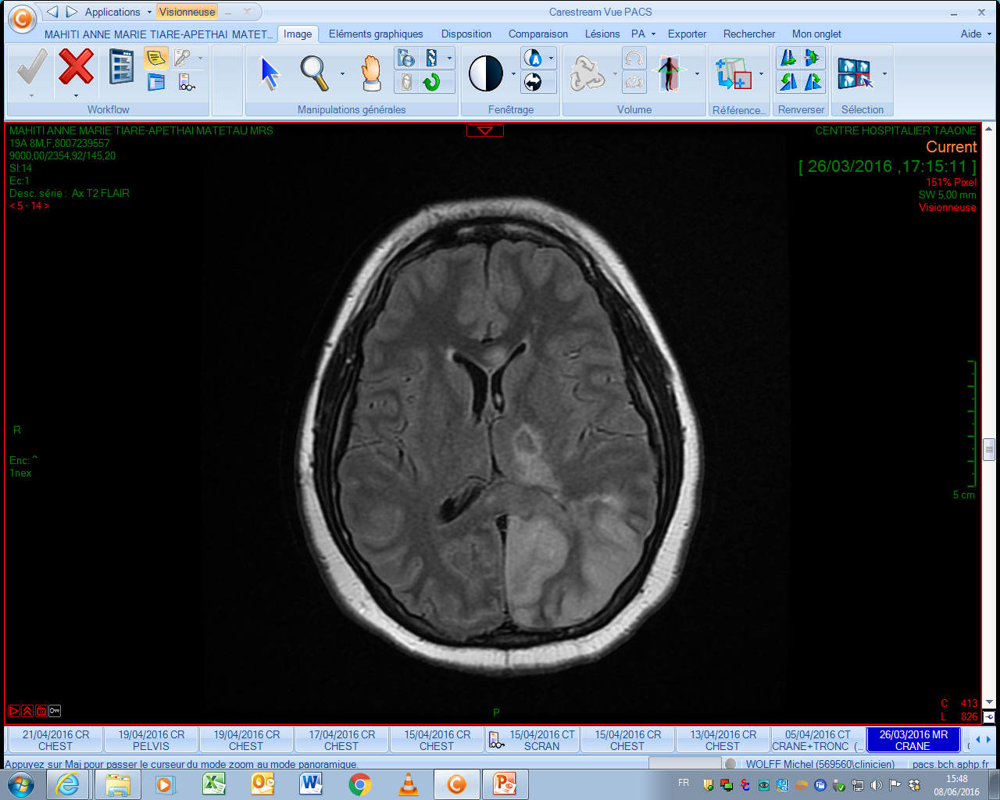 Applications
Visionneuse
Carestream Vue PACS
MAHITI ANNE MARIE TIARE-APETHAI MATET...
Image
Eléments graphiques
Disposition
Comparaison
Lésions
PA
Exporter
Rechercher
Mon onglet
Aide
Workflow
Manipulations générales
Fenêtrage
Volume
Référence...
Renverser
Sélection
MAHITI ANNE MARIE TIARE-APETHAI MATETAU MRS
19A 8M,F,8007239557
9000,00/2354,92/145,20
Sl:14
Ec:1
Desc. série : Ax T2 FLAIR
< 5 - 14 >
CENTRE HOSPITALIER TAAONE
Current
[ 26/03/2016 ,17:15:11 ]
151% Pixel
SW 5,00 mm
Visionneuse
R
Enc: ^
1nex
5 cm
P
C 413
L 826
21/04/2016 CR
CHEST
19/04/2016 CR
PELVIS
19/04/2016 CR
CHEST
17/04/2016 CR
CHEST
15/04/2016 CR
CHEST
15/04/2016 CT
SCRAN
15/04/2016 CR
CHEST
13/04/2016 CR
CHEST
05/04/2016 CT
CRANE+TRONC (...
26/03/2016 MR
CRANE
Appuyez sur Maj pour passer le curseur du mode zoom au mode panoramique.
WOLFF Michel (569560\clinicien)
pacs.bch.aphp.fr
FR
15:48
08/06/2016